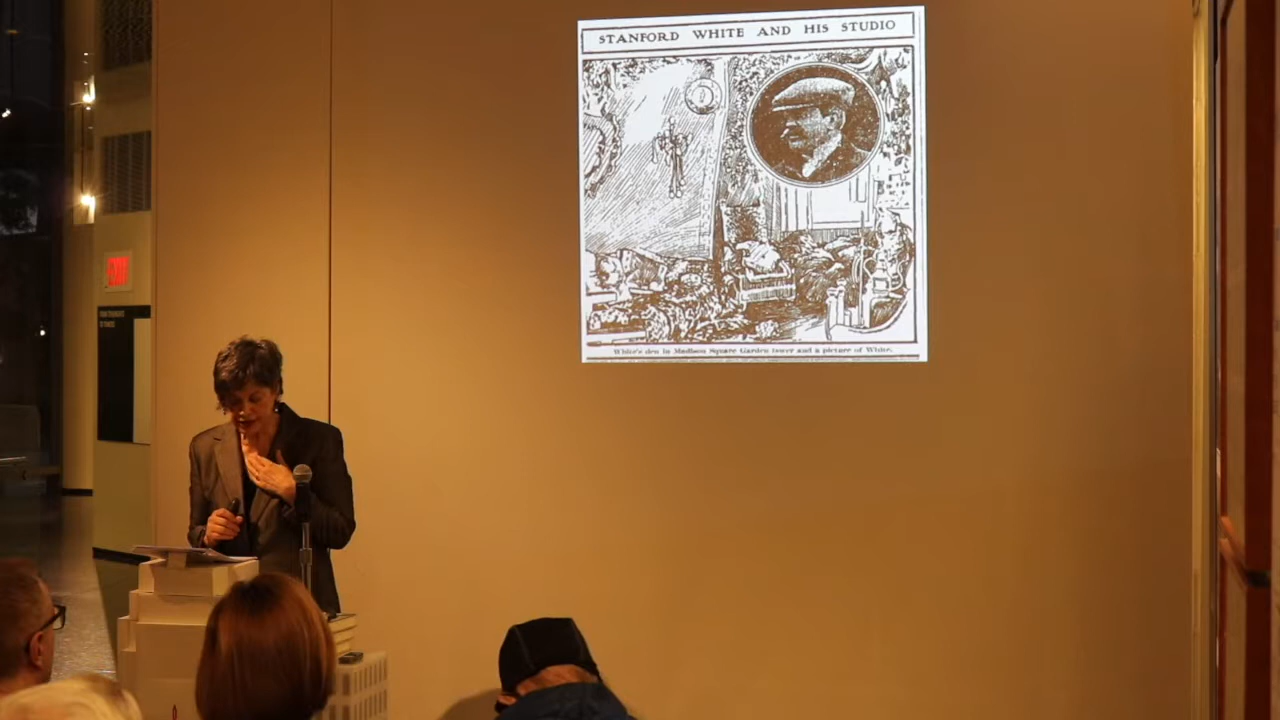 STANFORD WHITE AND HIS STUDIO
White's den in Madison Square Garden tower and a picture of White.
EXIT